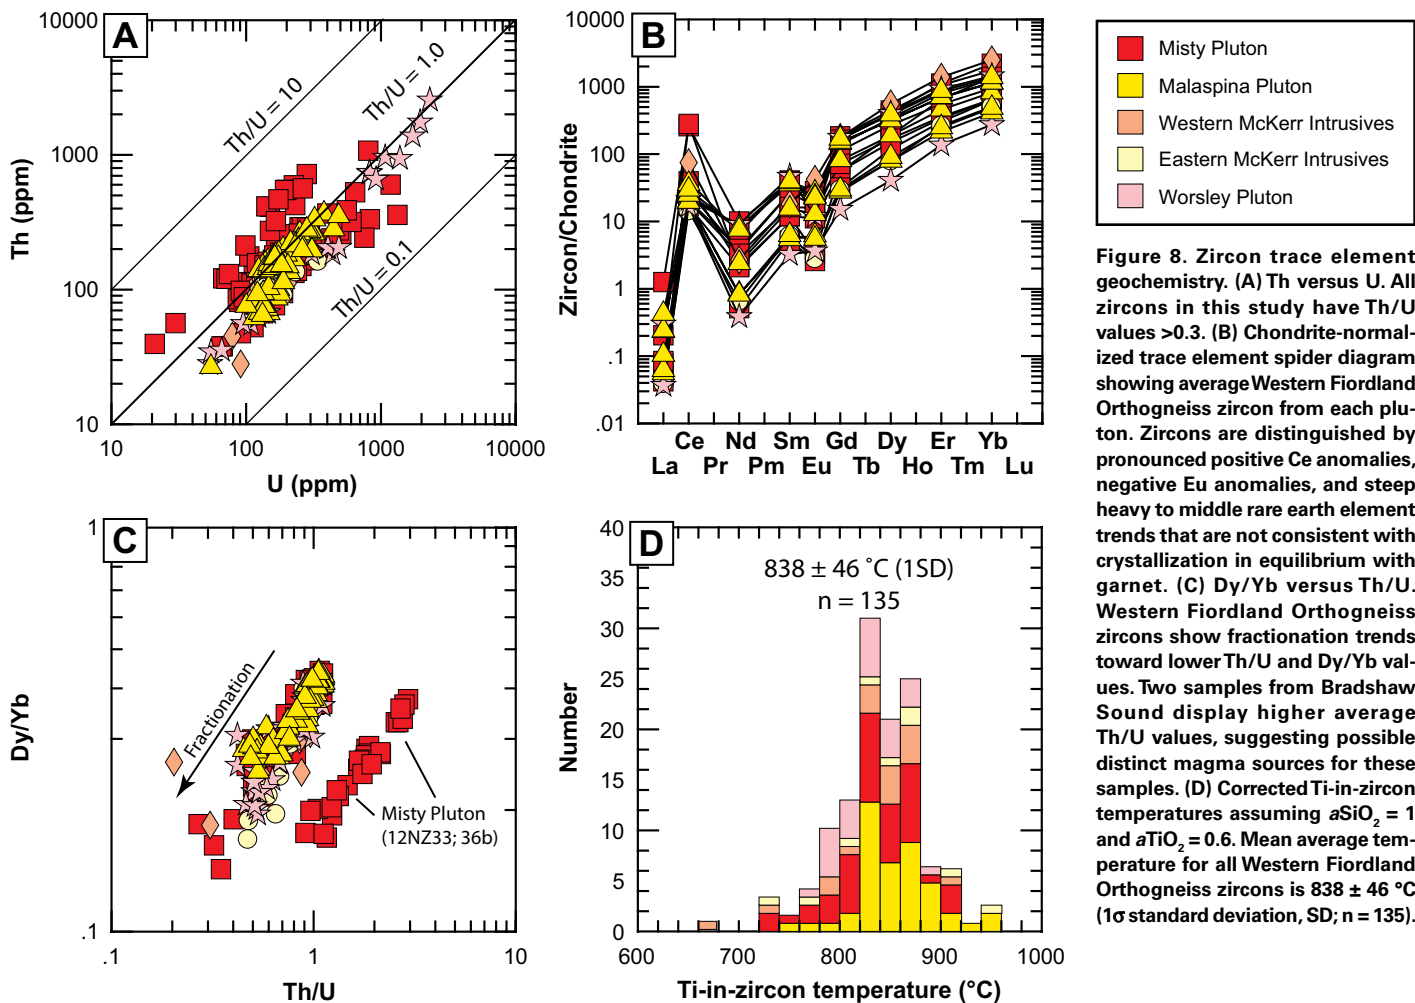 A
10000
1000
100
10
10
100
1000
10000
Th (ppm)
U (ppm)
Th/U = 10
Th/U = 1.0
Th/U = 0.1
B
10000
1000
100
10
1
.1
.01
Zircon/Chondrite
Ce Nd Sm Gd Dy Er Yb
La Pr Pm Eu Tb Ho Tm Lu
Misty Pluton
Malaspina Pluton
Western McKerr Intrusives
Eastern McKerr Intrusives
Worsley Pluton
C
1
.1
.1
1
10
Dy/Yb
Th/U
Fractionation
Misty Pluton
(12NZ33; 36b)
D
40
35
30
25
20
15
10
5
0
600
700
800
900
1000
Number
Ti-in-zircon temperature (°C)
838 ± 46 °C (1SD)
n = 135
Figure 8. Zircon trace element
geochemistry. (A) Th versus U. All
zircons in this study have Th/U
values >0.3. (B) Chondrite-normal-
ized trace element spider diagram
showing average Western Fiordland
Orthogneiss zircon from each plu-
ton. Zircons are distinguished by
pronounced positive Ce anomalies,
negative Eu anomalies, and steep
heavy to middle rare earth element
trends that are not consistent with
crystallization in equilibrium with
garnet. (C) Dy/Yb versus Th/U.
Western Fiordland Orthogneiss
zircons show fractionation trends
toward lower Th/U and Dy/Yb val-
ues. Two samples from Bradshaw
Sound display higher average
Th/U values, suggesting possible
distinct magma sources for these
samples. (D) Corrected Ti-in-zircon
temperatures assuming aSiO₂ = 1
and aTiO₂ = 0.6. Mean average tem-
perature for all Western Fiordland
Orthogneiss zircons is 838 ± 46 °C
(1σ standard deviation, SD; n = 135).